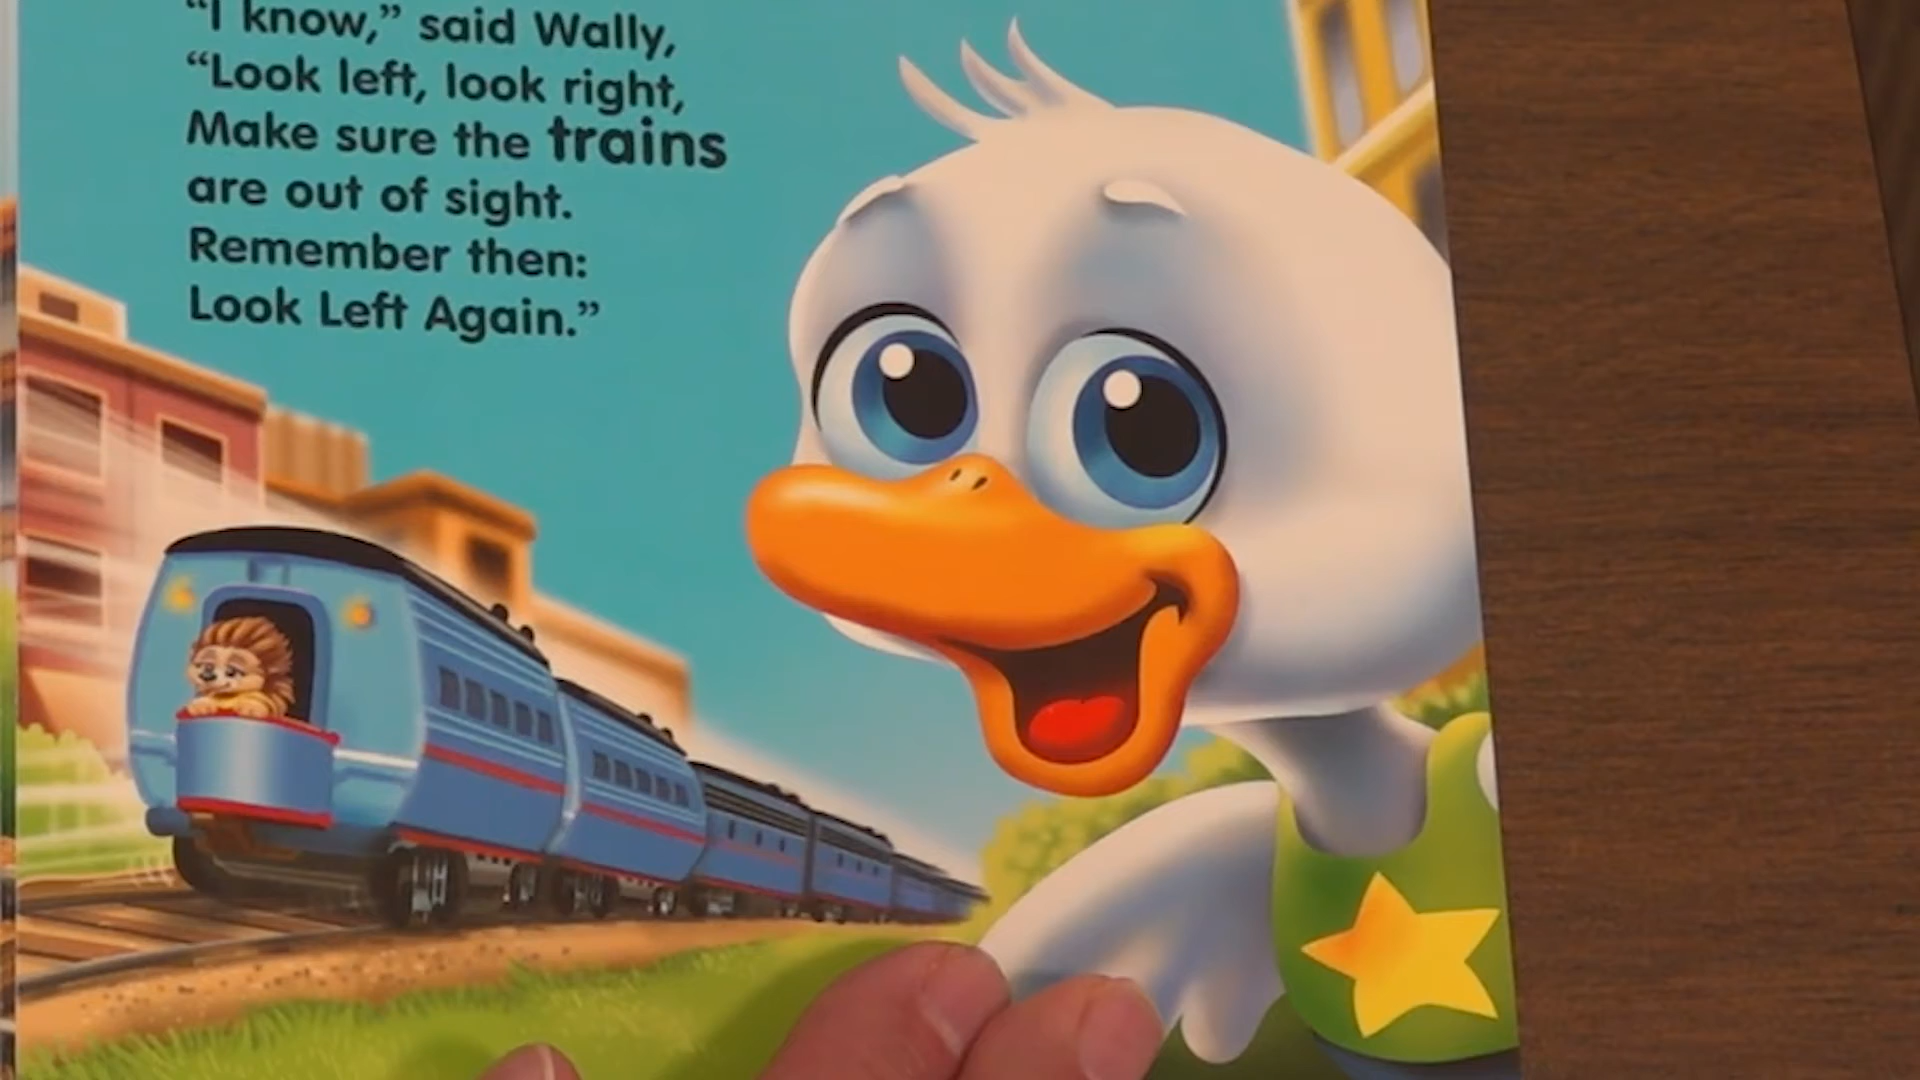 “I know,” said Wally,
“Look left, look right,
Make sure the trains
are out of sight.
Remember then:
Look Left Again.”